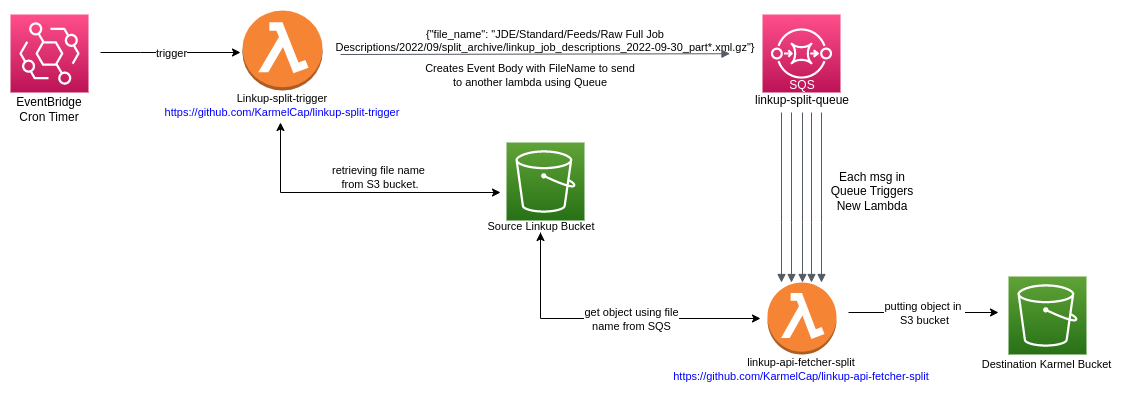 EventBridge
Cron Timer
trigger
Linkup-split-trigger
https://github.com/KarmelCap/linkup-split-trigger
{"file_name": "JDE/Standard/Feeds/Raw Full Job
Descriptions/2022/09/split_archive/linkup_job_descriptions_2022-09-30_part*.xml.gz"}
Creates Event Body with FileName to send
to another lambda using Queue
SQS
linkup-split-queue
retrieving file name
from S3 bucket.
Source Linkup Bucket
Each msg in
Queue Triggers
New Lambda
get object using file
name from SQS
linkup-api-fetcher-split
https://github.com/KarmelCap/linkup-api-fetcher-split
putting object in
S3 bucket
Destination Karmel Bucket